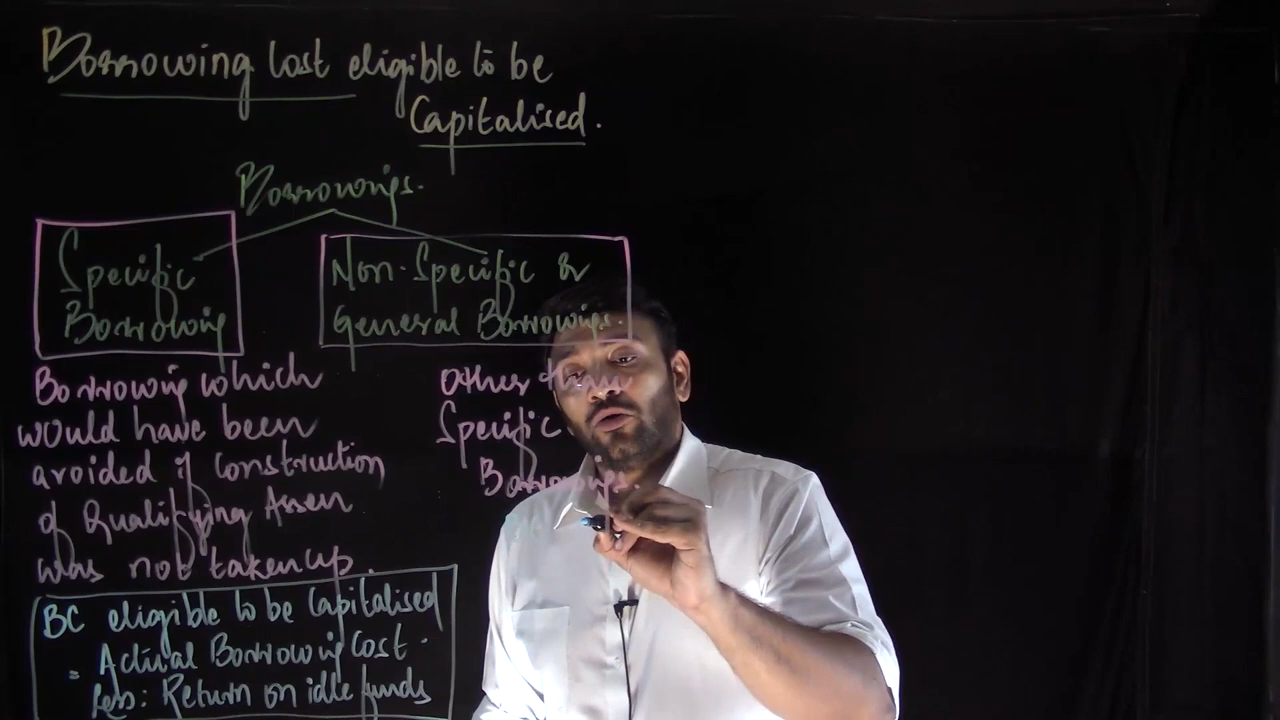 Borrowing Cost eligible to be
Capitalised.
Borrowings.
Specific
Borrowing
Non-Specific or
General Borrowings.
Borrowing which
would have been
avoided if construction
of Qualifying Asset
was not taken up.
Other than
Specific
Borrowings.
BC eligible to be Capitalised
= Actual Borrowing Cost.
Less: Return on idle funds